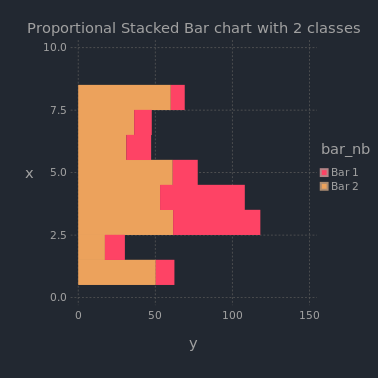 Proportional Stacked Bar chart with 2 classes
10.0
7.5
5.0
2.5
0.0
x
0 50 100 150
y
bar_nb
Bar 1
Bar 2